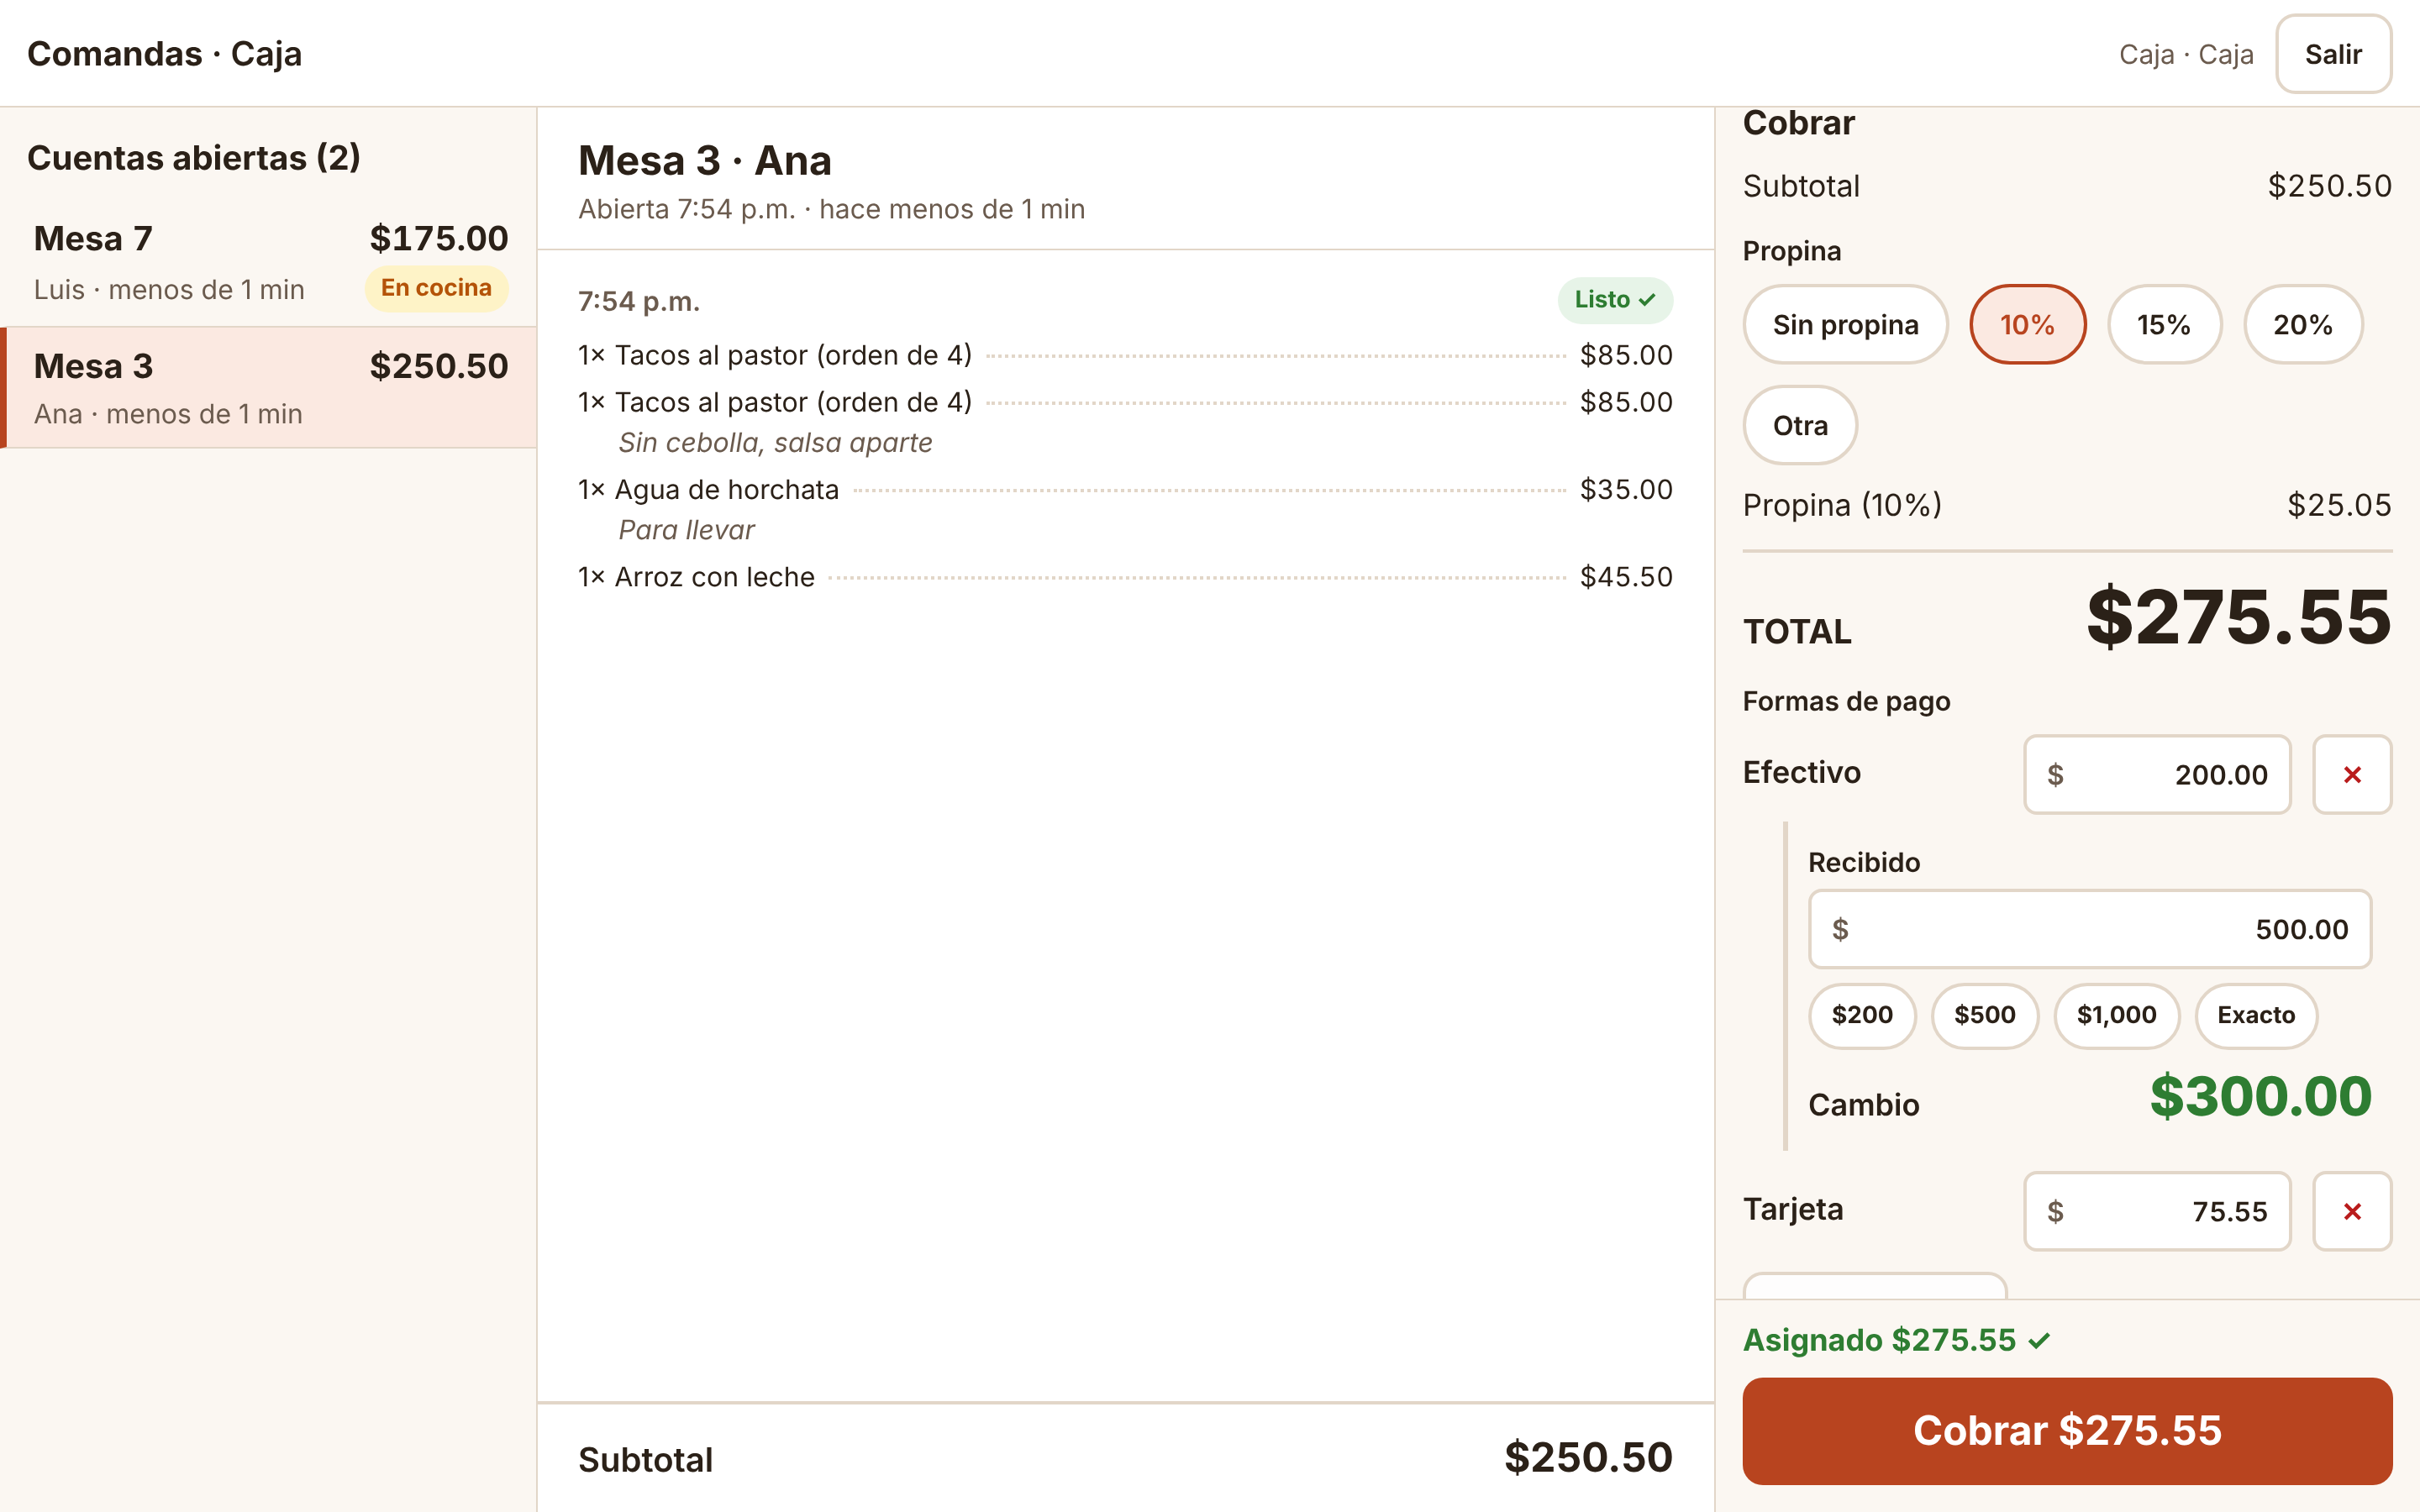 Comandas · Caja
Caja · Caja
Salir
Cuentas abiertas (2)
Mesa 7 $175.00
Luis · menos de 1 min En cocina
Mesa 3 $250.50
Ana · menos de 1 min
Mesa 3 · Ana
Abierta 7:54 p.m. · hace menos de 1 min
7:54 p.m. Listo ✓
1× Tacos al pastor (orden de 4) $85.00
1× Tacos al pastor (orden de 4) $85.00
Sin cebolla, salsa aparte
1× Agua de horchata $35.00
Para llevar
1× Arroz con leche $45.50
Subtotal $250.50
Cobrar
Subtotal $250.50
Propina
Sin propina 10% 15% 20%
Otra
Propina (10%) $25.05
TOTAL $275.55
Formas de pago
Efectivo $ 200.00 ×
Recibido
$ 500.00
$200 $500 $1,000 Exacto
Cambio $300.00
Tarjeta $ 75.55 ×
Asignado $275.55 ✓
Cobrar $275.55